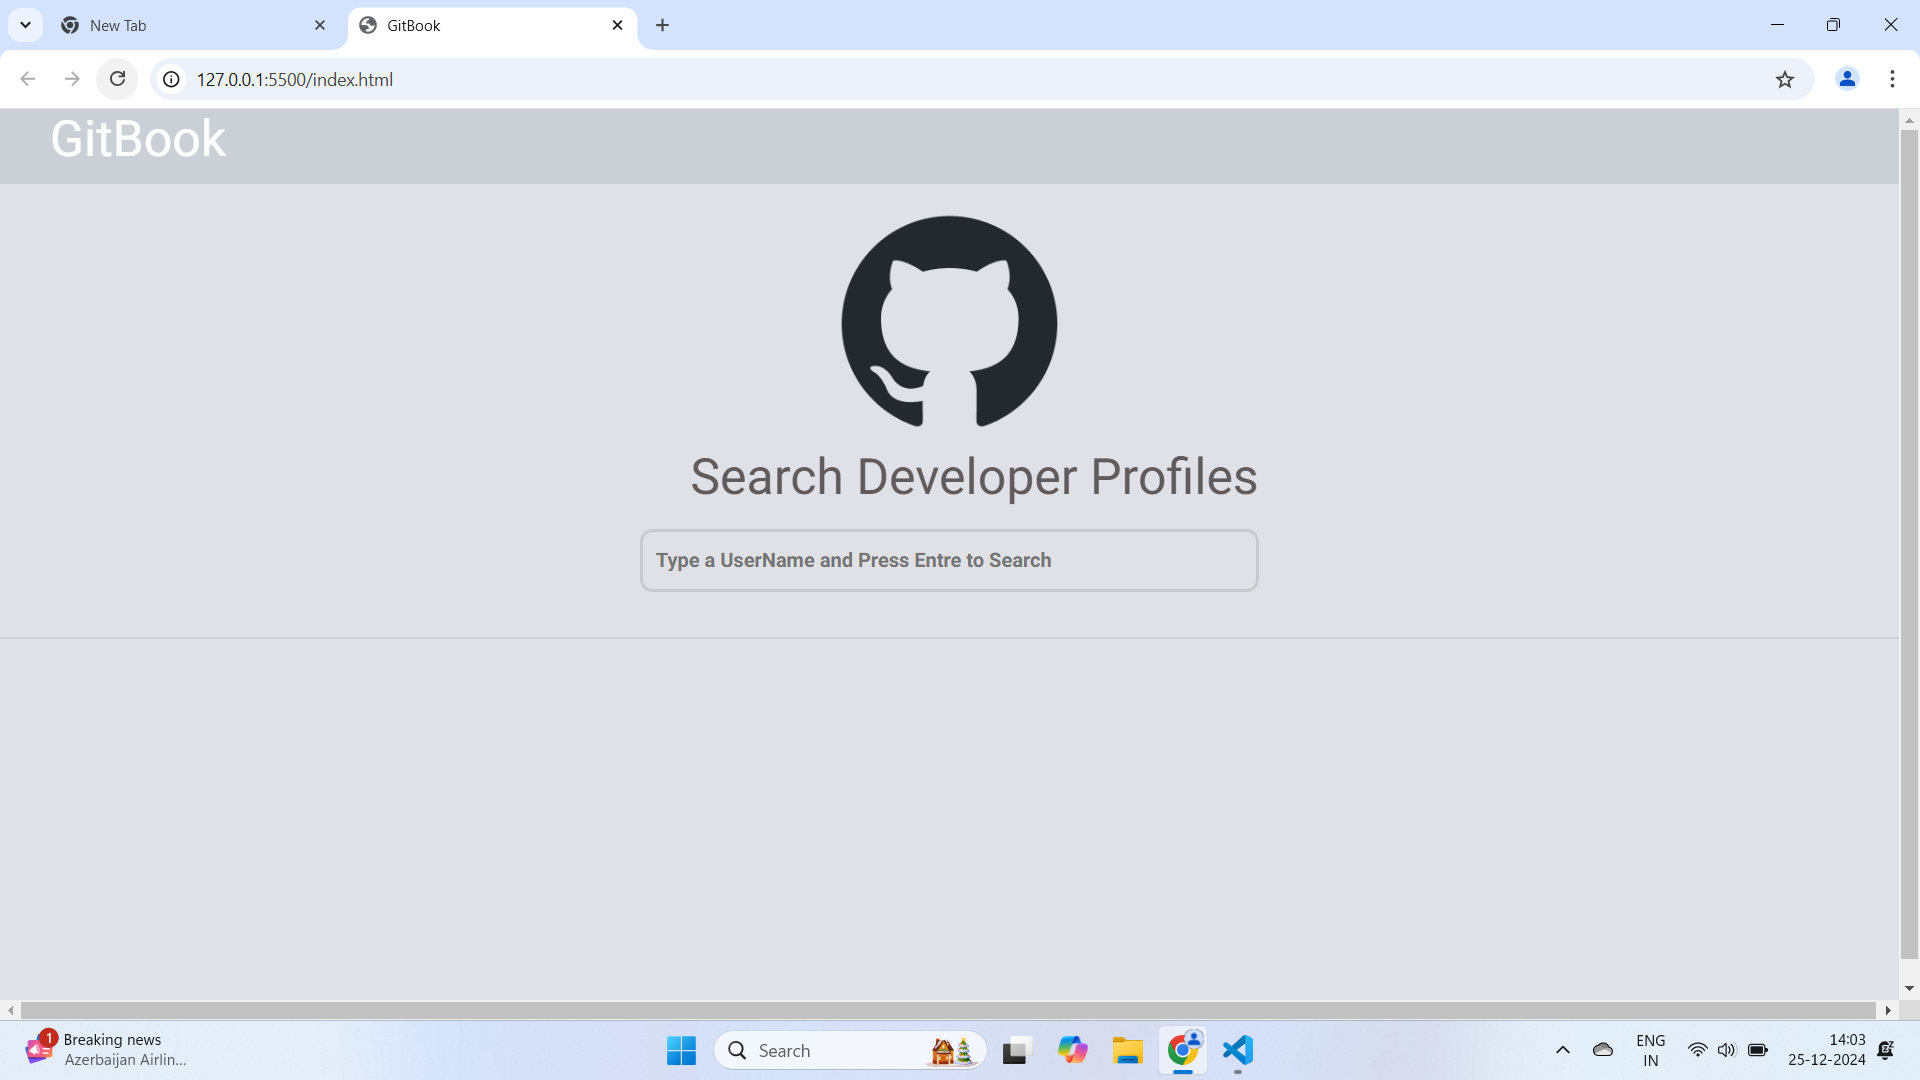 New Tab
GitBook
127.0.0.1:5500/index.html
GitBook
Search Developer Profiles
Type a UserName and Press Entre to Search
1
Breaking news
Azerbaijan Airlin...
Search
ENG
IN
14:03
25-12-2024